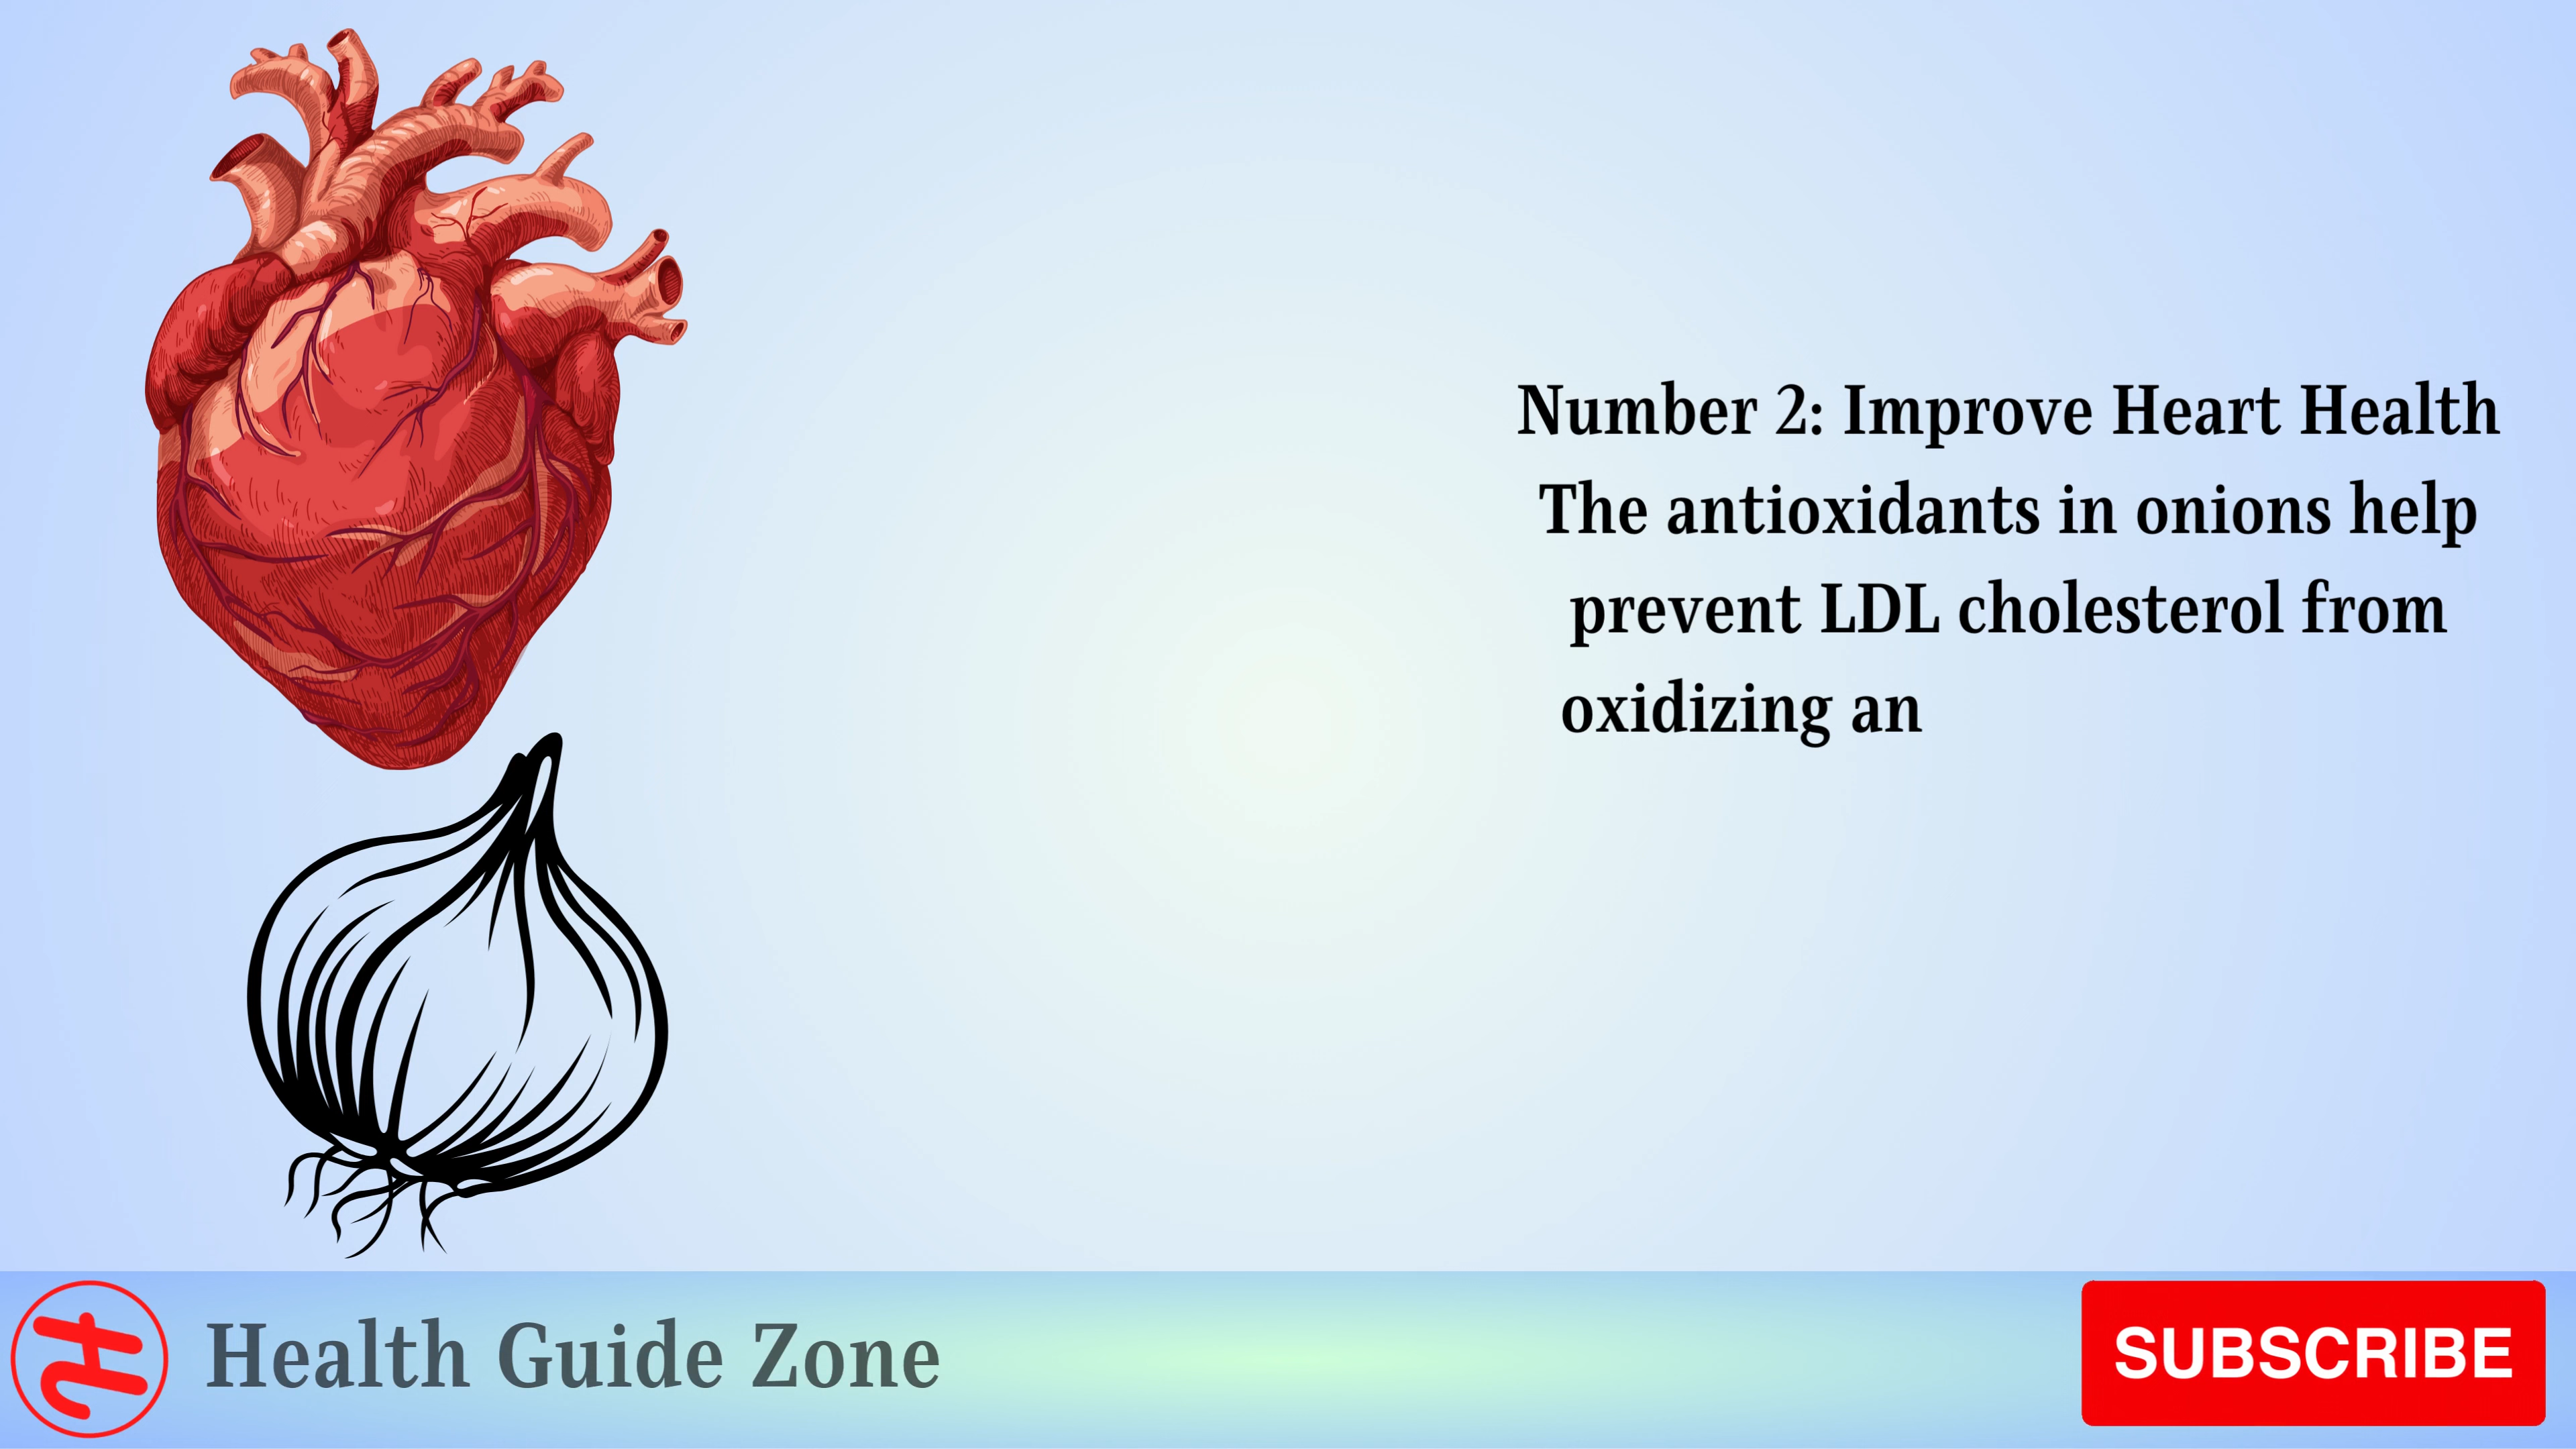 Number 2: Improve Heart Health
The antioxidants in onions help
prevent LDL cholesterol from
oxidizing an
Health Guide Zone
SUBSCRIBE